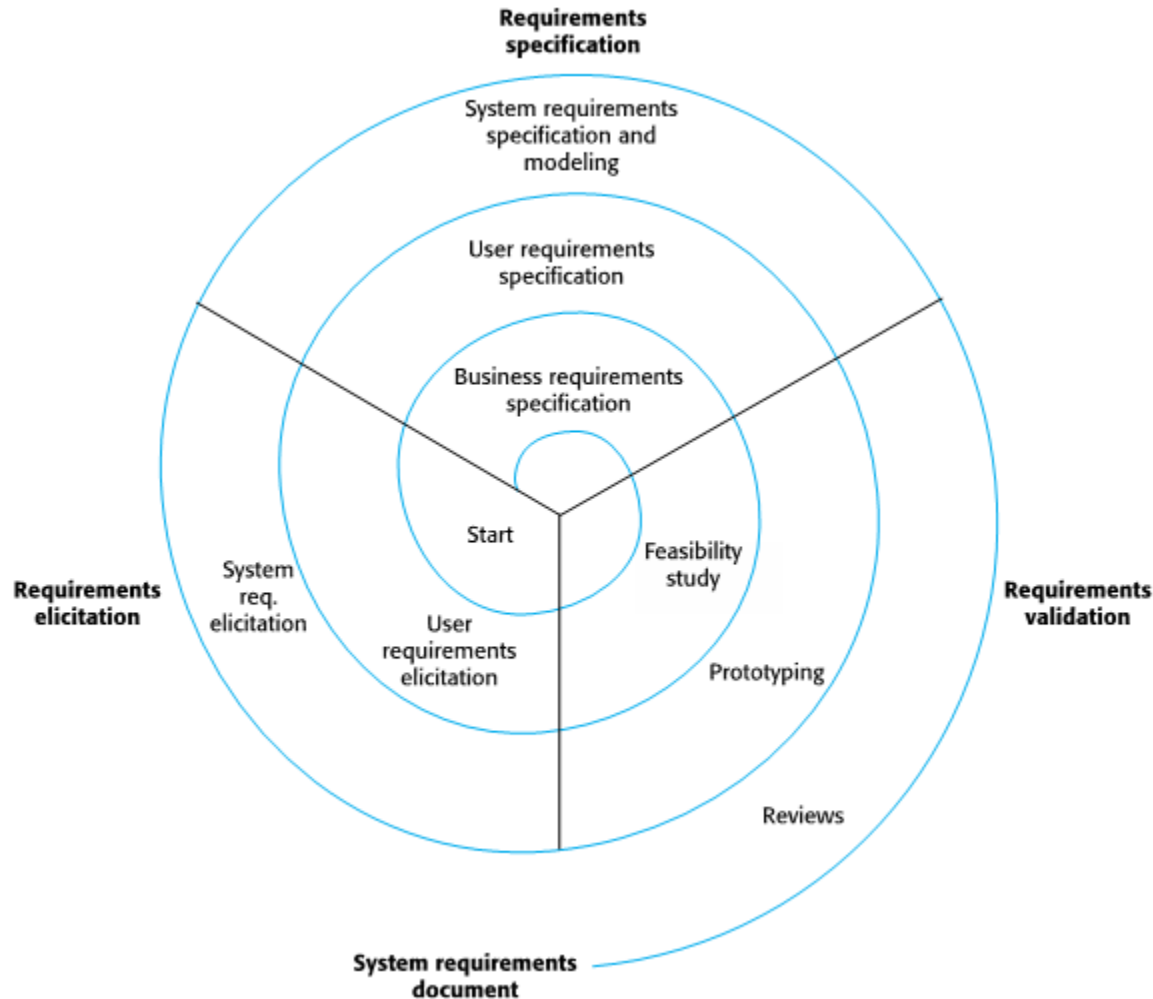 Requirements
specification
System requirements
specification and
modeling
User requirements
specification
Business requirements
specification
Start
Feasibility
study
System
req.
elicitation
Requirements
elicitation
Requirements
validation
User
requirements
elicitation
Prototyping
Reviews
System requirements
document